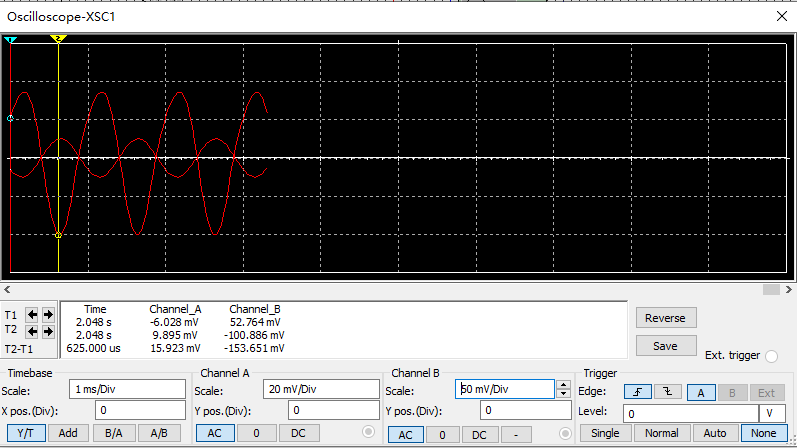 Oscilloscope-XSC1
1 2
Time Channel_A Channel_B
T1 2.048 s -6.028 mV 52.764 mV
T2 2.048 s 9.895 mV -100.886 mV
T2-T1 625.000 us 15.923 mV -153.651 mV
Reverse
Save
Ext. trigger
Timebase
Scale: 1 ms/Div
X pos.(Div): 0
Y/T Add B/A A/B
Channel A
Scale: 20 mV/Div
Y pos.(Div): 0
AC 0 DC
Channel B
Scale: 50 mV/Div
Y pos.(Div): 0
AC 0 DC -
Trigger
Edge: A B Ext
Level: 0 V
Single Normal Auto None